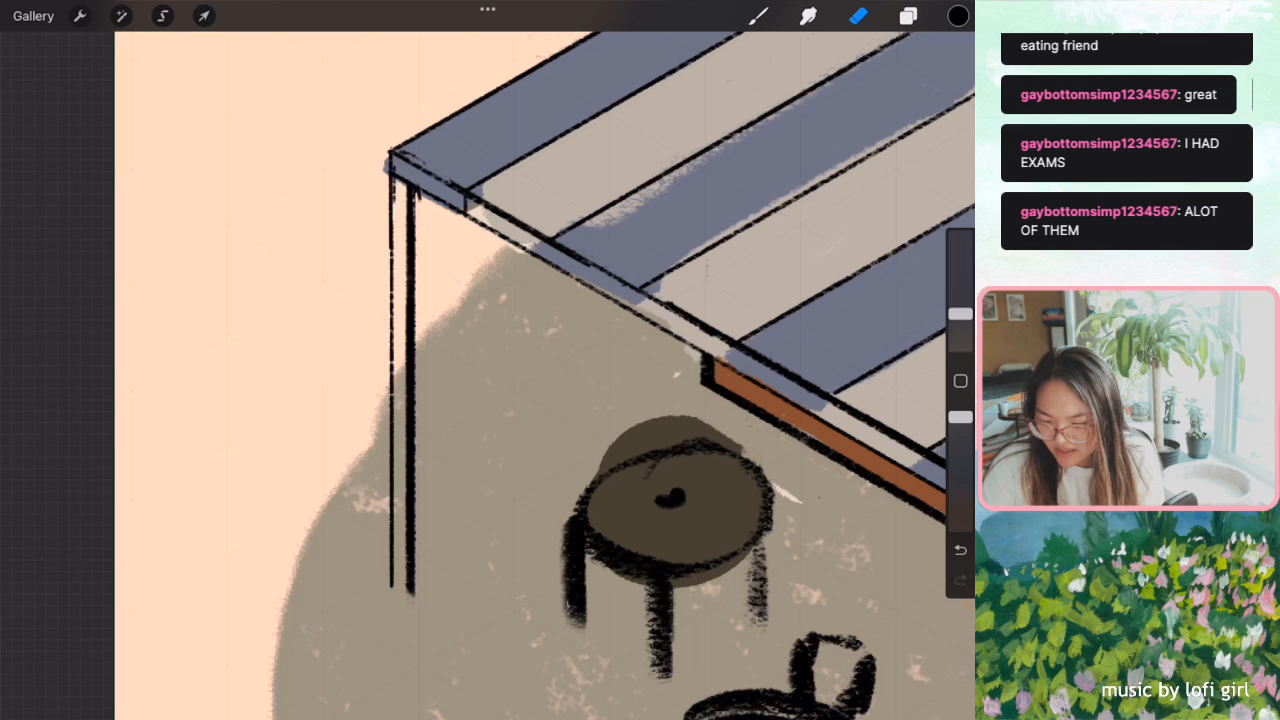 Gallery
eating friend
gaybottomsimp1234567: great
gaybottomsimp1234567: I HAD
EXAMS
gaybottomsimp1234567: ALOT
OF THEM
music by lofi girl